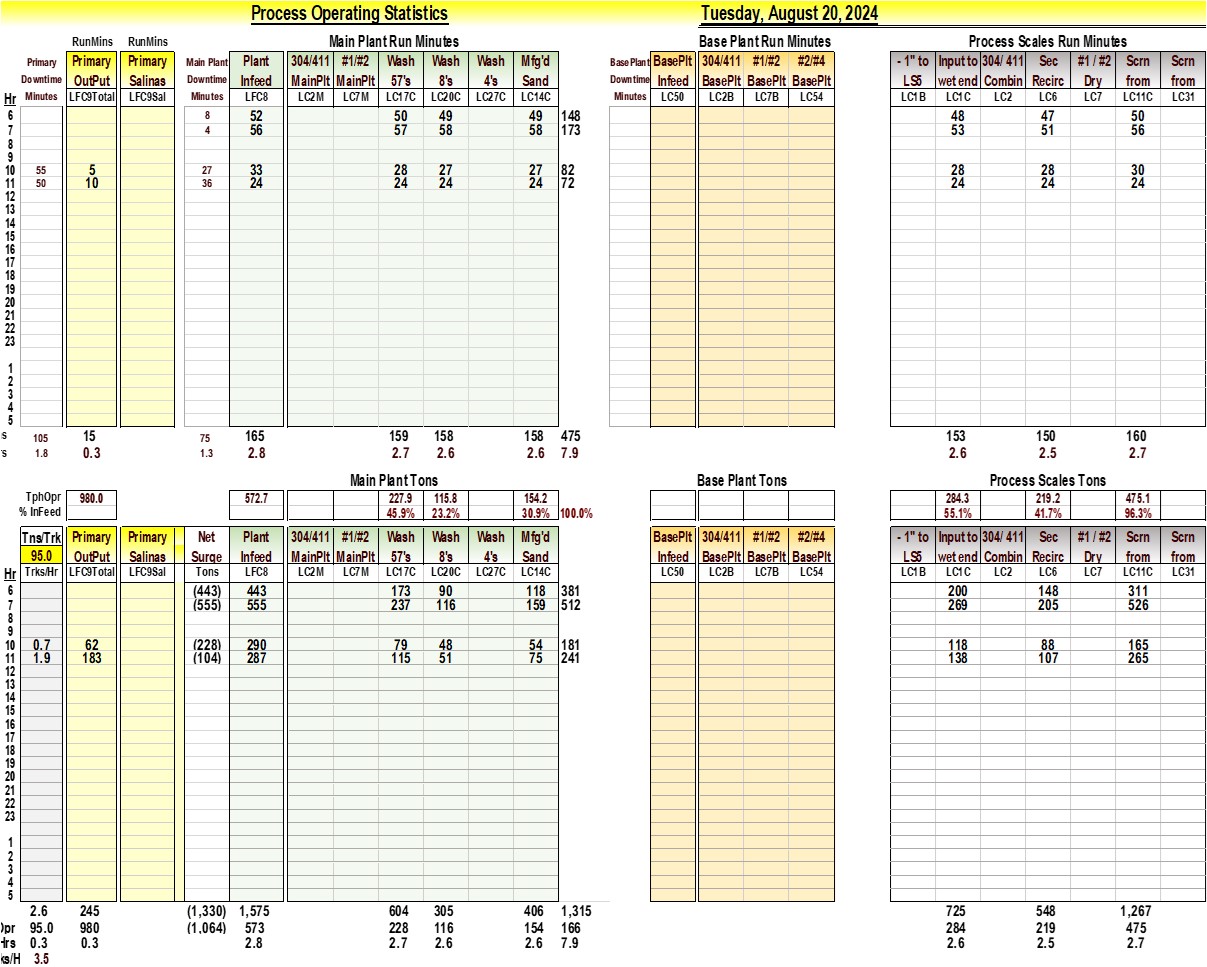 Process Operating Statistics Tuesday, August 20, 2024
RunMins RunMins Main Plant Run Minutes Base Plant Run Minutes Process Scales Run Minutes
Primary Primary Primary Main Plant Plant 304/411 #1/#2 Wash Wash Wash Mfg'd BasePlant BasePlt 304/411 #1/#2 #2/#4 - 1" to Input to 304/ 411 Sec #1 / #2 Scrn Scrn
Downtime OutPut Salinas Downtime Infeed MainPlt MainPlt 57's 8's 4's Sand Downtime Infeed BasePlt BasePlt BasePlt LS5 wet end Combin Recirc Dry from from
Hr Minutes LFC9Total LFC9Sal Minutes LFC8 LC2M LC7M LC17C LC20C LC27C LC14C Minutes LC50 LC2B LC7B LC54 LC1B LC1C LC2 LC6 LC7 LC11C LC31
6 8 52 50 49 49 148 48 47 50
7 4 56 57 58 58 173 53 51 56
8
9
10 55 5 27 33 28 27 27 82 28 28 30
11 50 10 36 24 24 24 24 72 24 24 24
12
13
14
15
16
17
18
19
20
21
22
23
1
2
3
4
5
s 105 15 75 165 159 158 158 475 153 150 160
's 1.8 0.3 1.3 2.8 2.7 2.6 2.6 7.9 2.6 2.5 2.7
Main Plant Tons Base Plant Tons Process Scales Tons
TphOpr 980.0 572.7 227.9 115.8 154.2 284.3 219.2 475.1
% InFeed 45.9% 23.2% 30.9% 100.0% 55.1% 41.7% 96.3%
Tns/Trk Primary Primary Net Plant 304/411 #1/#2 Wash Wash Wash Mfg'd BasePlt 304/411 #1/#2 #2/#4 - 1" to Input to 304/ 411 Sec #1 / #2 Scrn Scrn
95.0 OutPut Salinas Surge Infeed MainPlt MainPlt 57's 8's 4's Sand Infeed BasePlt BasePlt BasePlt LS5 wet end Combin Recirc Dry from from
Hr Trks/Hr LFC9Total LFC9Sal Tons LFC8 LC2M LC7M LC17C LC20C LC27C LC14C LC50 LC2B LC7B LC54 LC1B LC1C LC2 LC6 LC7 LC11C LC31
6 (443) 443 173 90 118 381 200 148 311
7 (555) 555 237 116 159 512 269 205 526
8
9
10 0.7 62 (228) 290 79 48 54 181 118 88 165
11 1.9 183 (104) 287 115 51 75 241 138 107 265
12
13
14
15
16
17
18
19
20
21
22
23
1
2
3
4
5
2.6 245 (1,330) 1,575 604 305 406 1,315 725 548 1,267
Opr 95.0 980 (1,064) 573 228 116 154 166 284 219 475
Hrs 0.3 0.3 2.8 2.7 2.6 2.6 7.9 2.6 2.5 2.7
ks/H 3.5